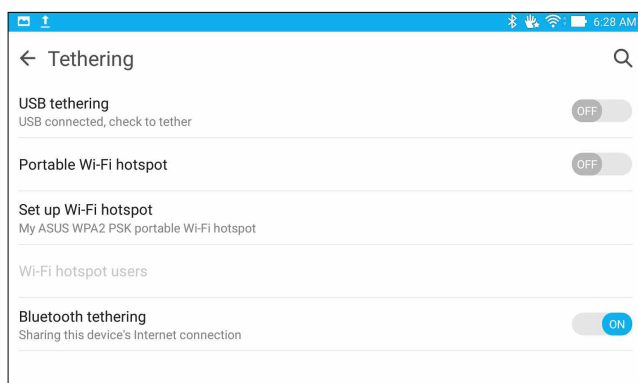 6:28 AM
Tethering
USB tethering
OFF
USB connected, check to tether
Portable Wi-Fi hotspot
OFF
Set up Wi-Fi hotspot
My ASUS WPA2 PSK portable Wi-Fi hotspot
Wi-Fi hotspot users
Bluetooth tethering
ON
Sharing this device's Internet connection